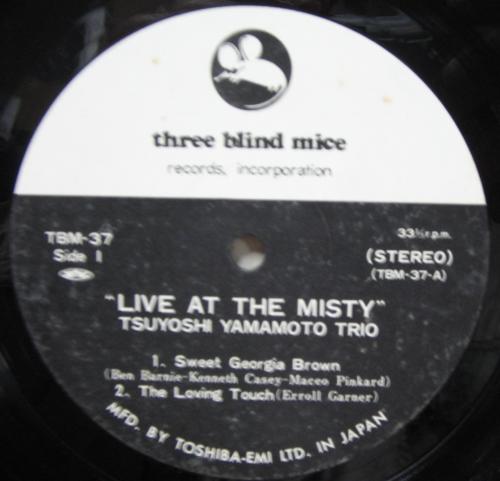 three blind mice
records, incorporation
TBM-37
Side 1
33⅓ r.p.m.
(STEREO)
(TBM-37-A)
"LIVE AT THE MISTY"
TSUYOSHI YAMAMOTO TRIO
1. Sweet Georgia Brown
(Ben Barnie-Kenneth Casey-Maceo Pinkard)
2. The Loving Touch (Erroll Garner)
MFD. BY TOSHIBA-EMI LTD. IN JAPAN